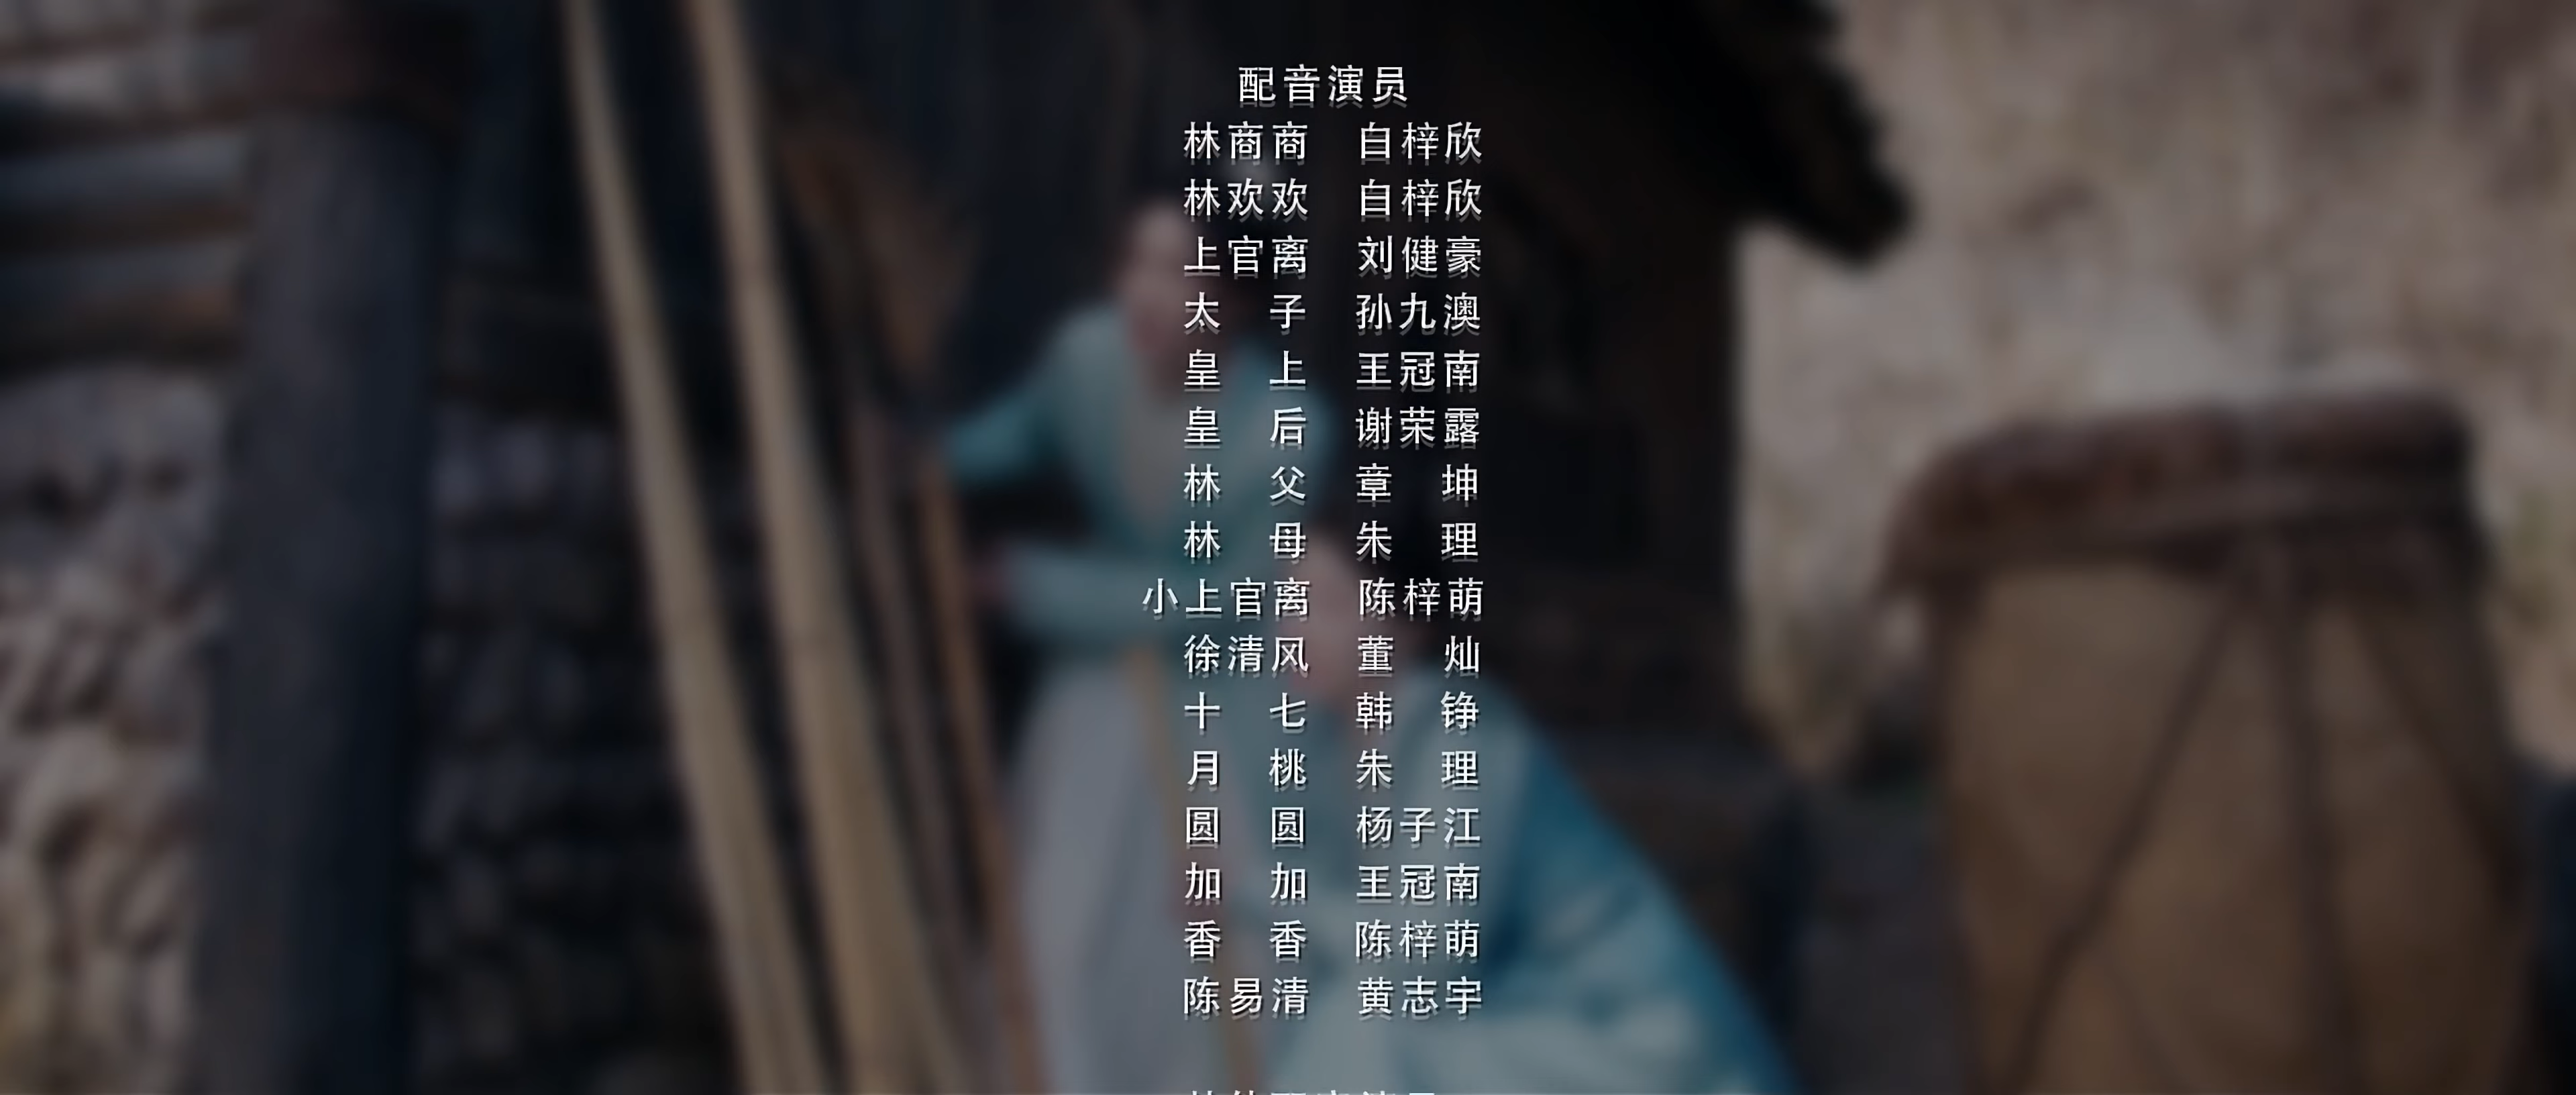 配音演员
林商商 自梓欣
林欢欢 自梓欣
上官离 刘健豪
太子 孙九澳
皇上 王冠南
皇后 谢荣露
林父 章坤
林母 朱理
小上官离 陈梓萌
徐清风 董灿
十七 韩铮
月桃 朱理
圆圆 杨子江
加加 王冠南
香香 陈梓萌
陈易清 黄志宇